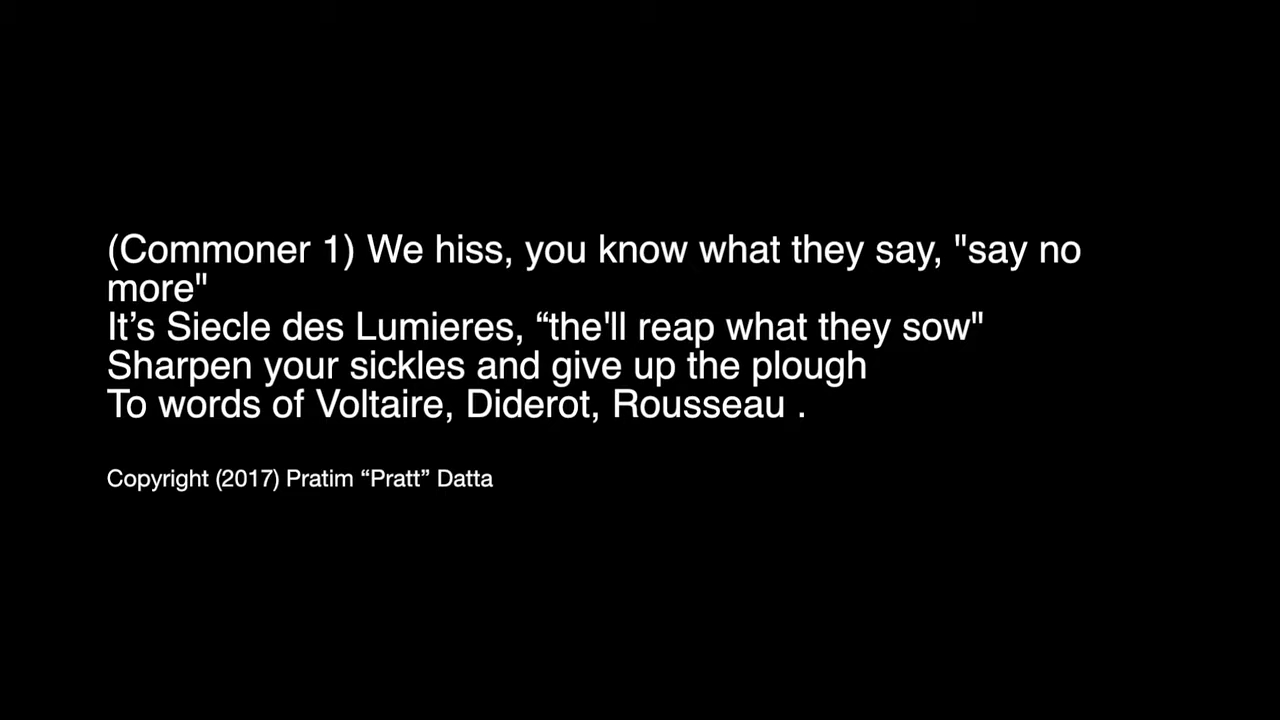 (Commoner 1) We hiss, you know what they say, "say no
more"
It’s Siecle des Lumieres, “the'll reap what they sow"
Sharpen your sickles and give up the plough
To words of Voltaire, Diderot, Rousseau .
Copyright (2017) Pratim “Pratt” Datta